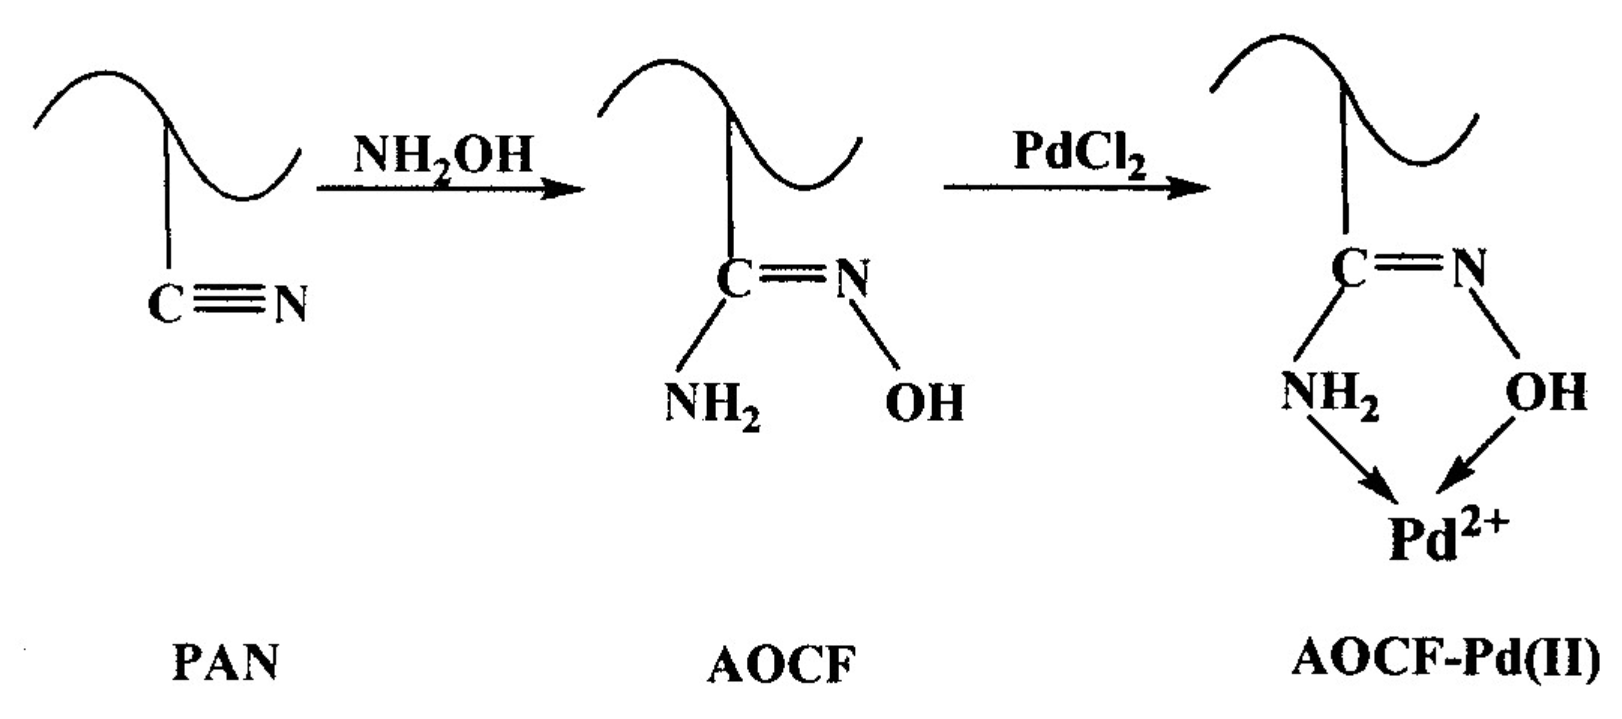 NH₂OH
PdCl₂
C≡N
C=N
NH₂ OH
C=N
NH₂ OH
Pd²⁺
PAN
AOCF
AOCF-Pd(II)